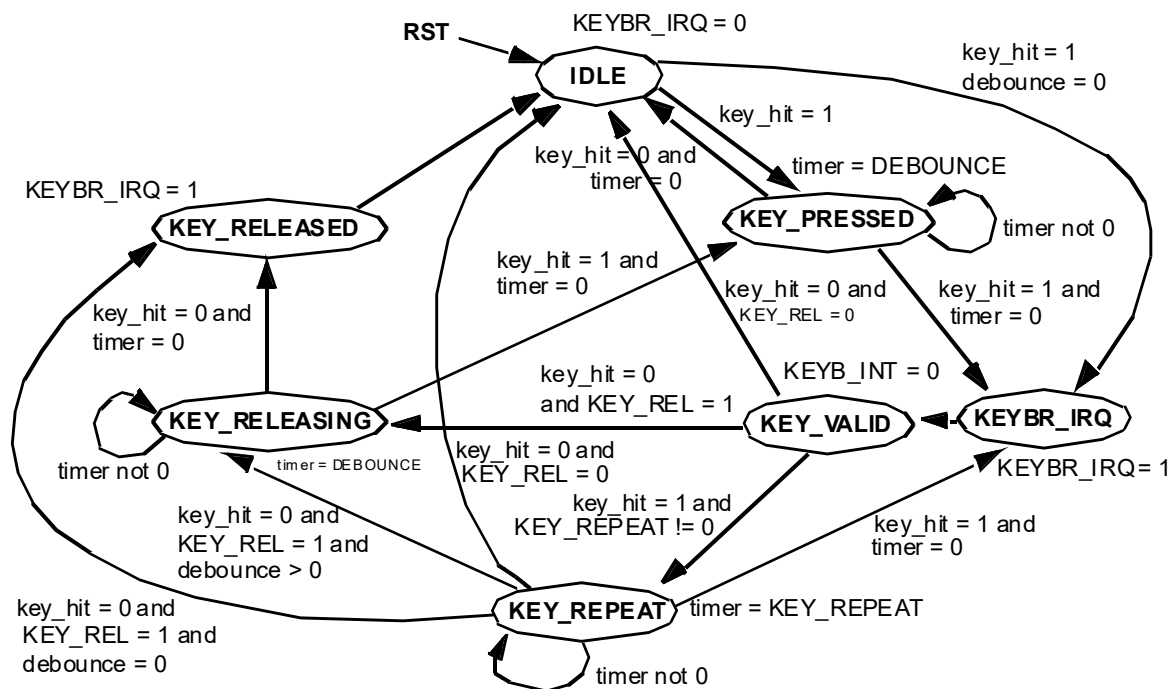 KEYBR_IRQ = 0
RST
IDLE
key_hit = 1
debounce = 0
key_hit = 1
key_hit = 0 and
timer = 0
timer = DEBOUNCE
KEYBR_IRQ = 1
KEY_RELEASED
KEY_PRESSED
timer not 0
key_hit = 1 and
timer = 0
key_hit = 0 and
KEY_REL = 0
key_hit = 1 and
timer = 0
key_hit = 0 and
timer = 0
KEYB_INT = 0
key_hit = 0
and KEY_REL = 1
KEY_RELEASING
KEY_VALID
KEYBR_IRQ
timer not 0
timer = DEBOUNCE
key_hit = 0 and
KEY_REL = 0
KEYBR_IRQ = 1
key_hit = 1 and
KEY_REPEAT != 0
key_hit = 0 and
KEY_REL = 1 and
debounce > 0
key_hit = 1 and
timer = 0
key_hit = 0 and
KEY_REL = 1 and
debounce = 0
KEY_REPEAT
timer = KEY_REPEAT
timer not 0